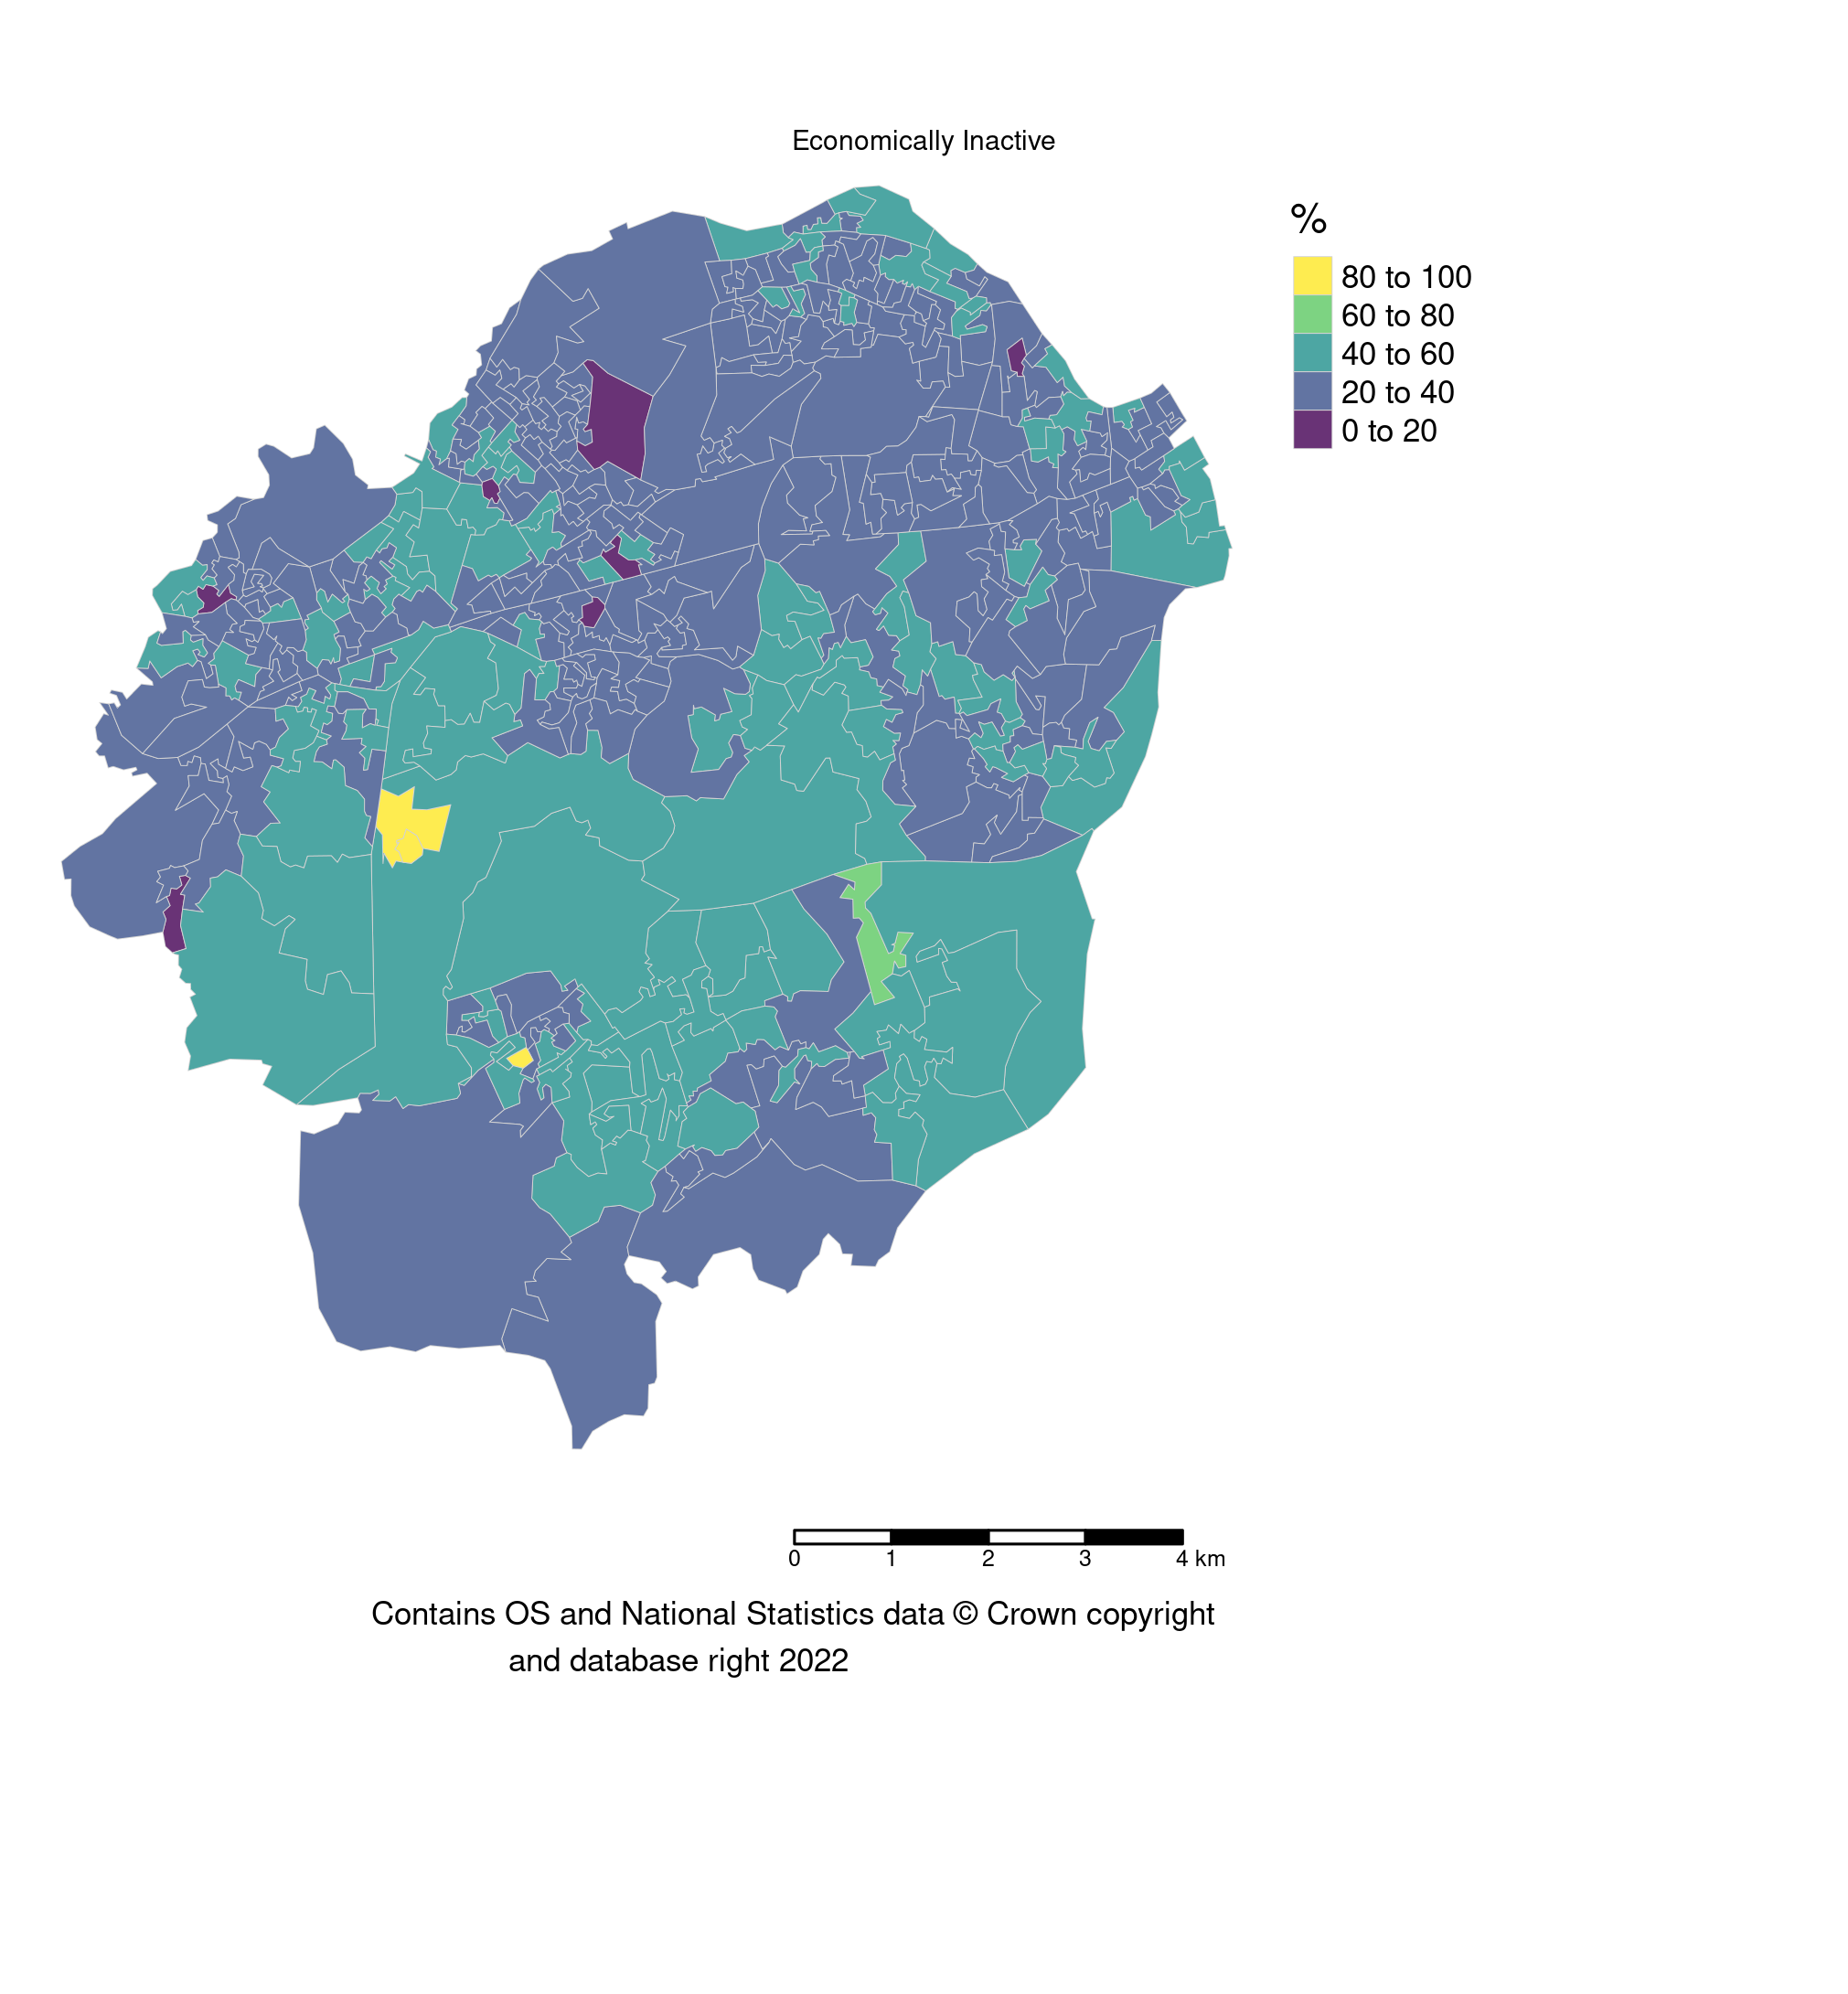 Economically Inactive
%
80 to 100
60 to 80
40 to 60
20 to 40
0 to 20
0 1 2 3 4 km
Contains OS and National Statistics data © Crown copyright
and database right 2022